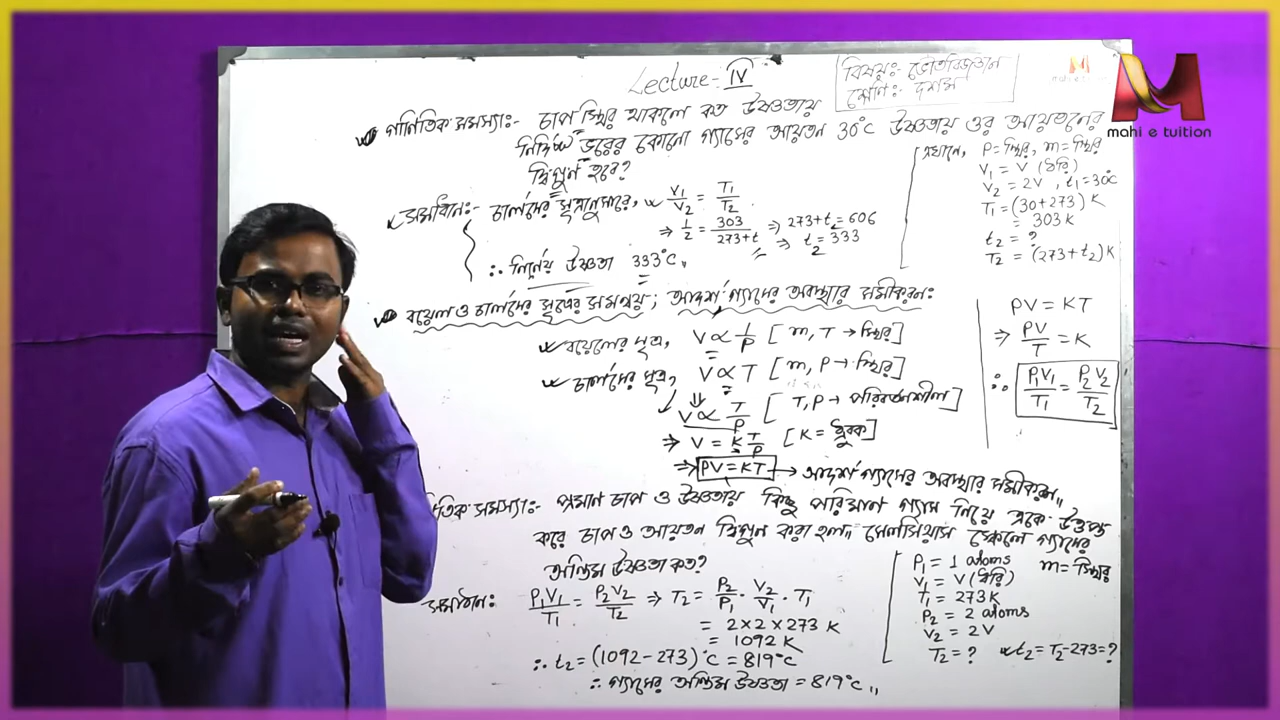 Lecture - IV
বিষয়:- ভৌতবিজ্ঞান
শ্রেণি:- দশম
mahi e tuition
গাণিতিক সমস্যা:- চাপ স্থির থাকলে কত উষ্ণতায়
নির্দিষ্ট ভরের কোনো গ্যাসের আয়তন 30°C উষ্ণতায় ওর আয়তনের
দ্বিগুন হবে?
সমাধান:- চার্লসের সূত্রানুসারে, V₁/V₂ = T₁/T₂
⇒ 1/2 = 303/273+t ⇒ 273+t₂ = 606
⇒ t₂ = 333
∴ নির্নেয় উষ্ণতা 333°C,,
এখানে, P = স্থির, m = স্থির
V₁ = V (ধরি)
V₂ = 2V, t₁ = 30°C
T₁ = (30+273) K
= 303 K
t₂ = ?
T₂ = (273+t₂) K
বয়েল ও চার্লসের সূত্রের সমন্বয়; আদর্শ গ্যাসের অবস্থার সমীকরণ:
বয়েলের সূত্র, V ∝ 1/P [m, T → স্থির]
চার্লসের সূত্র, V ∝ T [m, P → স্থির]
⇓ V ∝ T/P [T, P → পরিবর্তনশীল]
⇒ V = K T/P [K = ধ্রুবক]
⇒ PV = KT → আদর্শ গ্যাসের অবস্থার সমীকরণ,,
PV = KT
⇒ PV/T = K
∴ P₁V₁/T₁ = P₂V₂/T₂
তিক সমস্যা:- প্রমাণ চাপ ও উষ্ণতায় কিছু পরিমাণ গ্যাস নিয়ে একে উত্তপ্ত
করে চাপ ও আয়তন দ্বিগুন করা হল,, সেলসিয়াস স্কেলে গ্যাসের
অন্তিম উষ্ণতা কত?
সমাধান: P₁V₁/T₁ = P₂V₂/T₂ ⇒ T₂ = P₂/P₁ · V₂/V₁ · T₁
= 2×2×273 K
= 1092 K
∴ t₂ = (1092-273)°C = 819°C
∴ গ্যাসের অন্তিম উষ্ণতা = 819°C,,
P₁ = 1 atoms m = স্থির
V₁ = V (ধরি)
T₁ = 273 K
P₂ = 2 atoms
V₂ = 2V
T₂ = ? t₂ = T₂-273 = ?